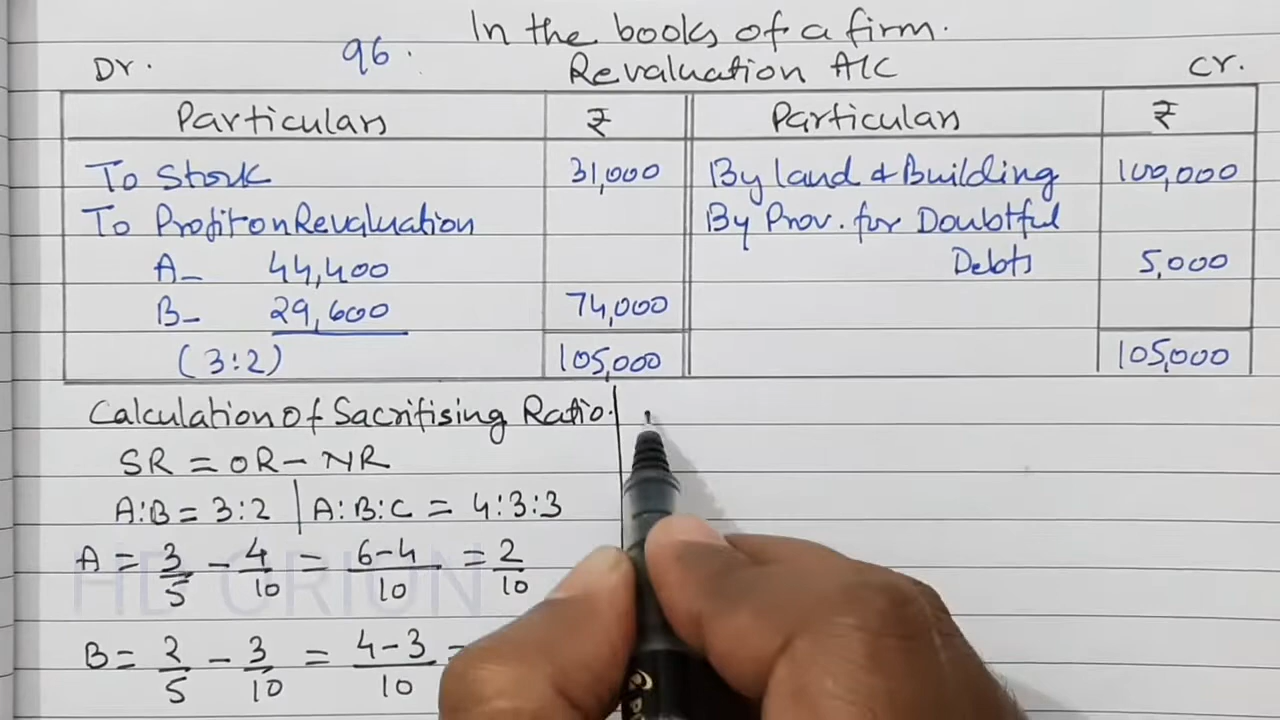 In the books of a firm.
96.
Dr. Revaluation A/C Cr.
Particulars ₹ Particulars ₹
To Stock 31,000 By land & Building 100,000
To Profit on Revaluation By Prov. for Doubtful
A- 44,400 Debts 5,000
B- 29,600 74,000
(3:2) 105,000 105,000
Calculation of Sacrifising Ratio.
SR = OR - NR
A:B = 3:2 | A:B:C = 4:3:3
A = 3/5 - 4/10 = 6-4/10 = 2/10
B = 2/5 - 3/10 = 4-3/10 =
HD CRION